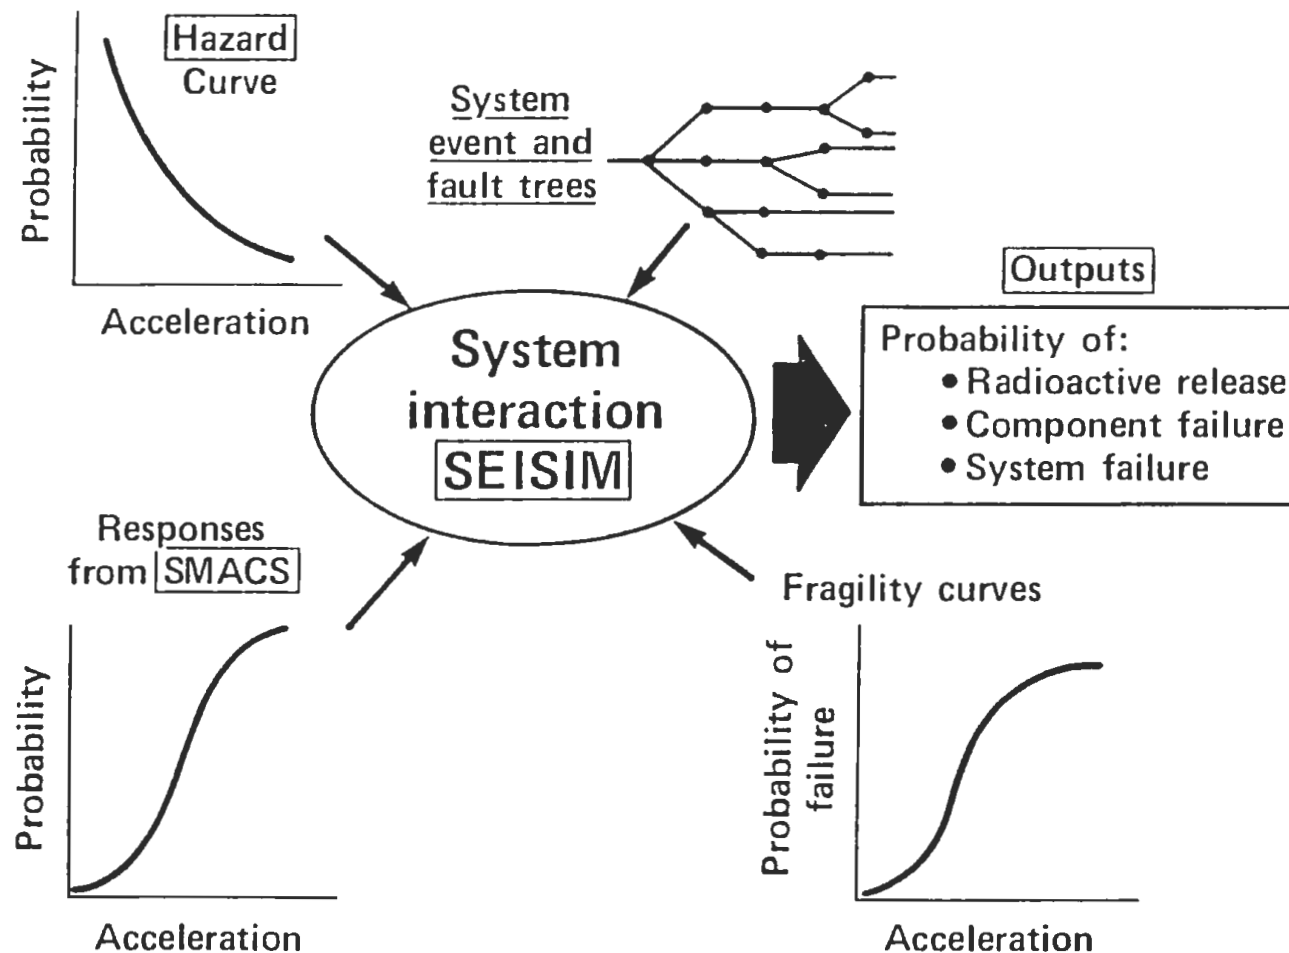 Hazard
Curve
Probability
Acceleration
System
event and
fault trees
System
interaction
SEISIM
Outputs
Probability of:
• Radioactive release
• Component failure
• System failure
Responses
from SMACS
Probability
Acceleration
Fragility curves
Probability of
failure
Acceleration